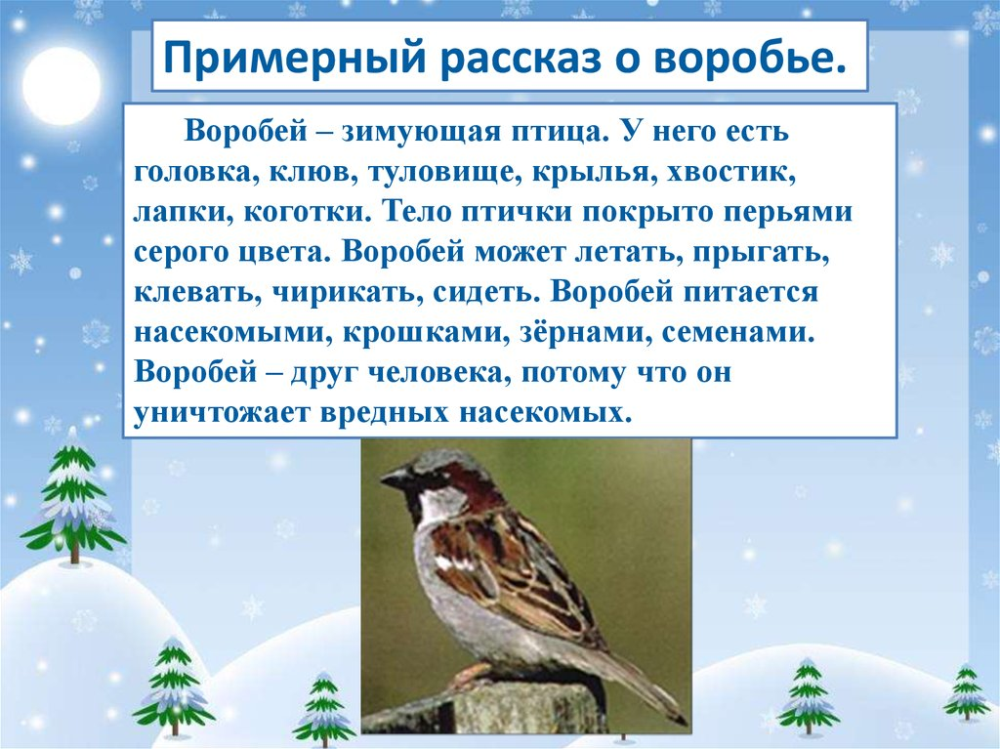 Примерный рассказ о воробье.
Воробей – зимующая птица. У него есть
головка, клюв, туловище, крылья, хвостик,
лапки, коготки. Тело птички покрыто перьями
серого цвета. Воробей может летать, прыгать,
клевать, чирикать, сидеть. Воробей питается
насекомыми, крошками, зёрнами, семенами.
Воробей – друг человека, потому что он
уничтожает вредных насекомых.